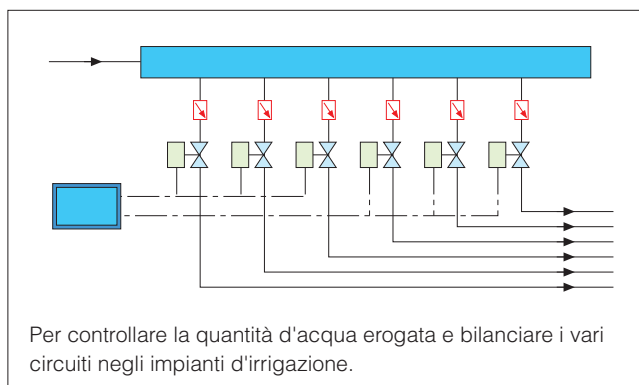 Per controllare la quantità d'acqua erogata e bilanciare i vari
circuiti negli impianti d'irrigazione.